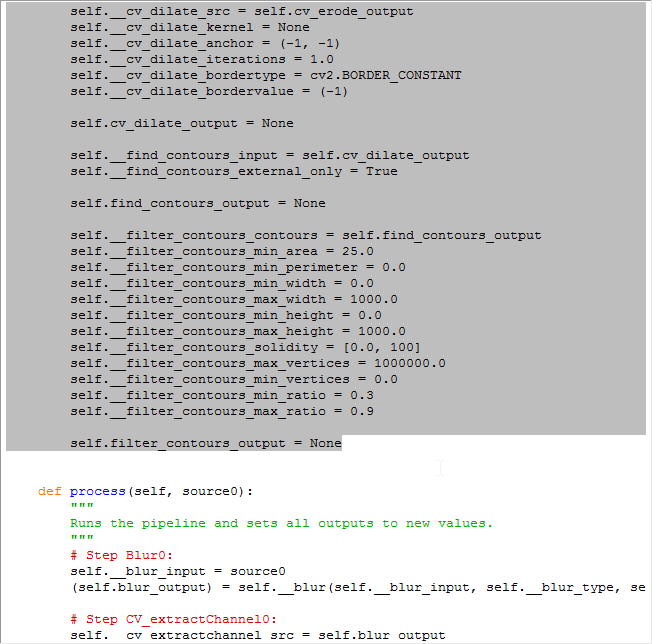 self.__cv_dilate_src = self.cv_erode_output
self.__cv_dilate_kernel = None
self.__cv_dilate_anchor = (-1, -1)
self.__cv_dilate_iterations = 1.0
self.__cv_dilate_bordertype = cv2.BORDER_CONSTANT
self.__cv_dilate_bordervalue = (-1)
self.cv_dilate_output = None
self.__find_contours_input = self.cv_dilate_output
self.__find_contours_external_only = True
self.find_contours_output = None
self.__filter_contours_contours = self.find_contours_output
self.__filter_contours_min_area = 25.0
self.__filter_contours_min_perimeter = 0.0
self.__filter_contours_min_width = 0.0
self.__filter_contours_max_width = 1000.0
self.__filter_contours_min_height = 0.0
self.__filter_contours_max_height = 1000.0
self.__filter_contours_solidity = [0.0, 100]
self.__filter_contours_max_vertices = 1000000.0
self.__filter_contours_min_vertices = 0.0
self.__filter_contours_min_ratio = 0.3
self.__filter_contours_max_ratio = 0.9
self.filter_contours_output = None
def process(self, source0):
"""
Runs the pipeline and sets all outputs to new values.
"""
# Step Blur0:
self.__blur_input = source0
(self.blur_output) = self.__blur(self.__blur_input, self.__blur_type, se
# Step CV_extractChannel0:
self.__cv_extractchannel_src = self.blur_output